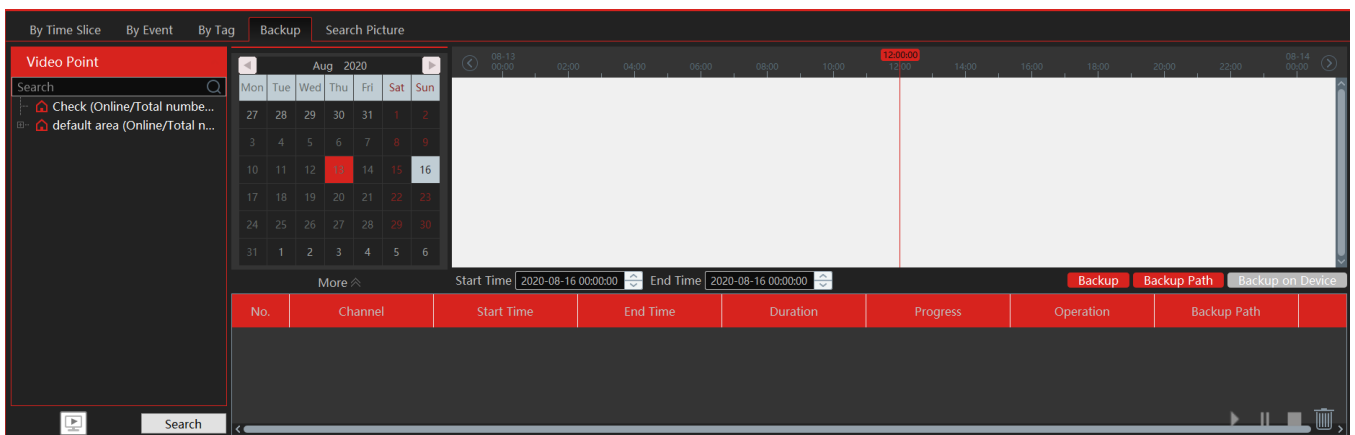 By Time Slice By Event By Tag Backup Search Picture
Video Point
Search
Check (Online/Total numbe...
default area (Online/Total n...
Search
Aug 2020
Mon Tue Wed Thu Fri Sat Sun
27 28 29 30 31 1 2
3 4 5 6 7 8 9
10 11 12 13 14 15 16
17 18 19 20 21 22 23
24 25 26 27 28 29 30
31 1 2 3 4 5 6
More
08-13 12:00:00 08-14
00:00 02:00 04:00 06:00 08:00 10:00 12:00 14:00 16:00 18:00 20:00 22:00 00:00
Start Time 2020-08-16 00:00:00 End Time 2020-08-16 00:00:00 Backup Backup Path Backup on Device
No. Channel Start Time End Time Duration Progress Operation Backup Path